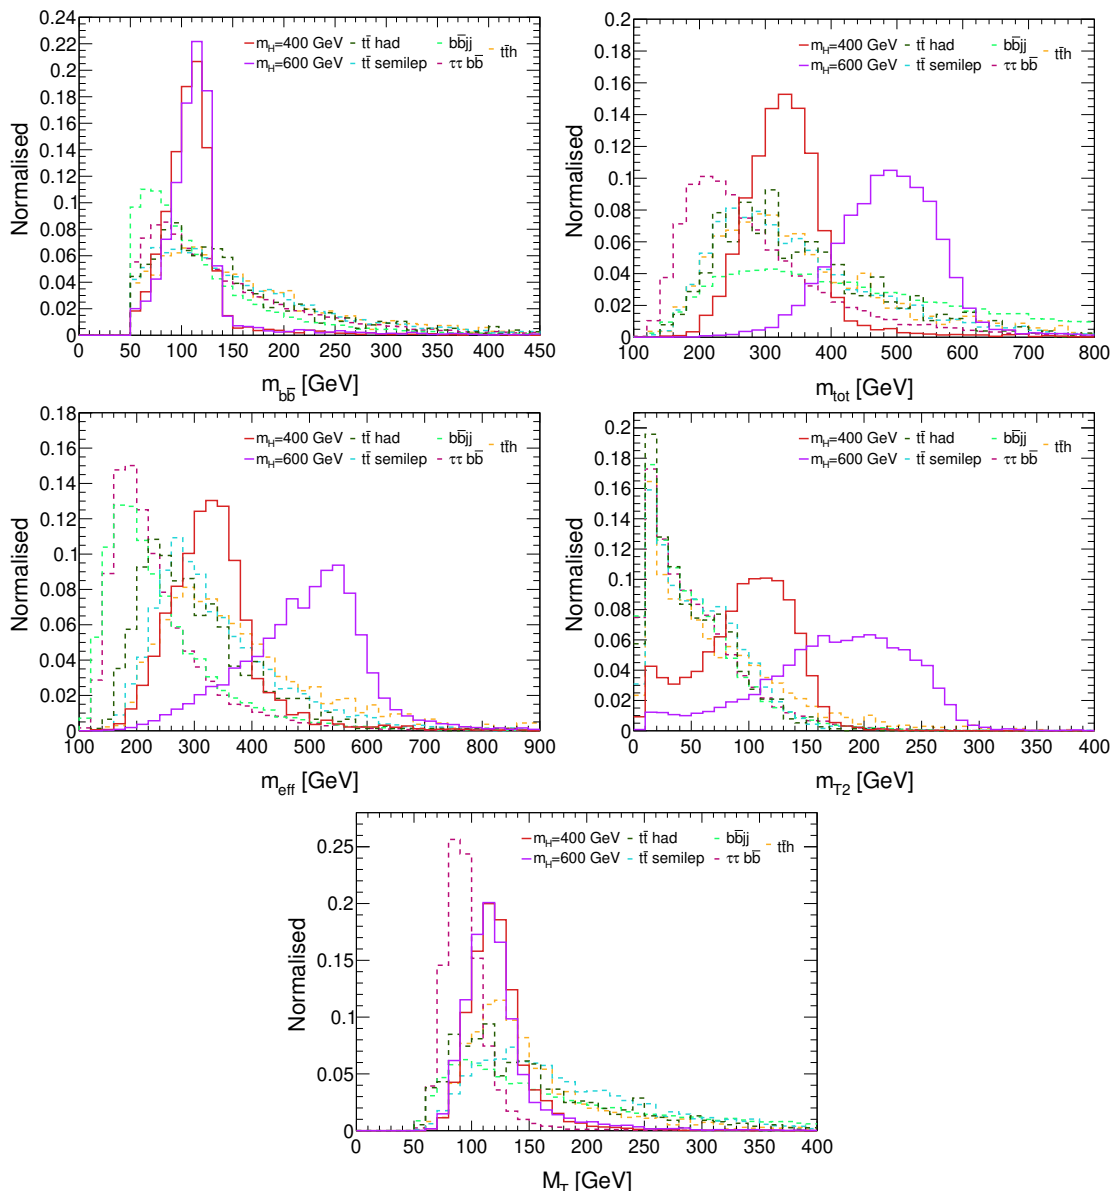 0.24
0.22
0.2
0.18
0.16
0.14
0.12
0.1
0.08
0.06
0.04
0.02
0
Normalised
m_H=400 GeV tt̄ had bb̄jj tt̄h
m_H=600 GeV tt̄ semilep ττ bb̄
0 50 100 150 200 250 300 350 400 450
m_bb̄ [GeV]
0.2
0.18
0.16
0.14
0.12
0.1
0.08
0.06
0.04
0.02
0
Normalised
m_H=400 GeV tt̄ had bb̄jj tt̄h
m_H=600 GeV tt̄ semilep ττ bb̄
100 200 300 400 500 600 700 800
m_tot [GeV]
0.18
0.16
0.14
0.12
0.1
0.08
0.06
0.04
0.02
0
Normalised
m_H=400 GeV tt̄ had bb̄jj tt̄h
m_H=600 GeV tt̄ semilep ττ bb̄
100 200 300 400 500 600 700 800 900
m_eff [GeV]
0.2
0.18
0.16
0.14
0.12
0.1
0.08
0.06
0.04
0.02
0
Normalised
m_H=400 GeV tt̄ had bb̄jj tt̄h
m_H=600 GeV tt̄ semilep ττ bb̄
0 50 100 150 200 250 300 350 400
m_T2 [GeV]
0.25
0.2
0.15
0.1
0.05
0
Normalised
m_H=400 GeV tt̄ had bb̄jj tt̄h
m_H=600 GeV tt̄ semilep ττ bb̄
0 50 100 150 200 250 300 350 400
M_T [GeV]